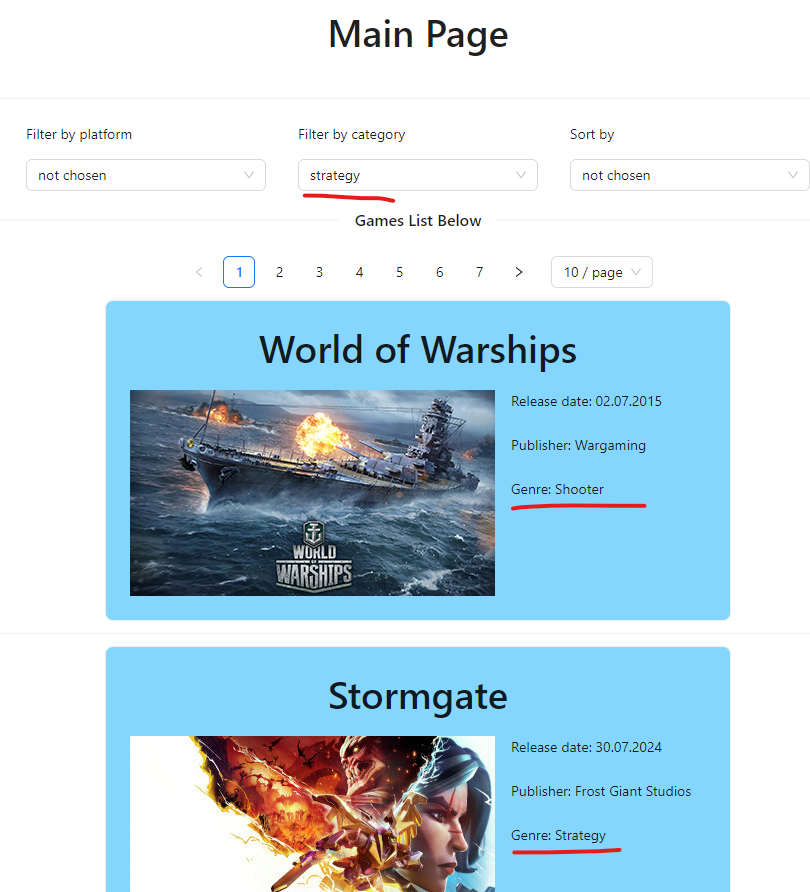 Main Page
Filter by platform Filter by category Sort by
not chosen strategy not chosen
Games List Below
< 1 2 3 4 5 6 7 > 10 / page
World of Warships
Release date: 02.07.2015
Publisher: Wargaming
Genre: Shooter
WORLD
OF
WARSHIPS
Stormgate
Release date: 30.07.2024
Publisher: Frost Giant Studios
Genre: Strategy